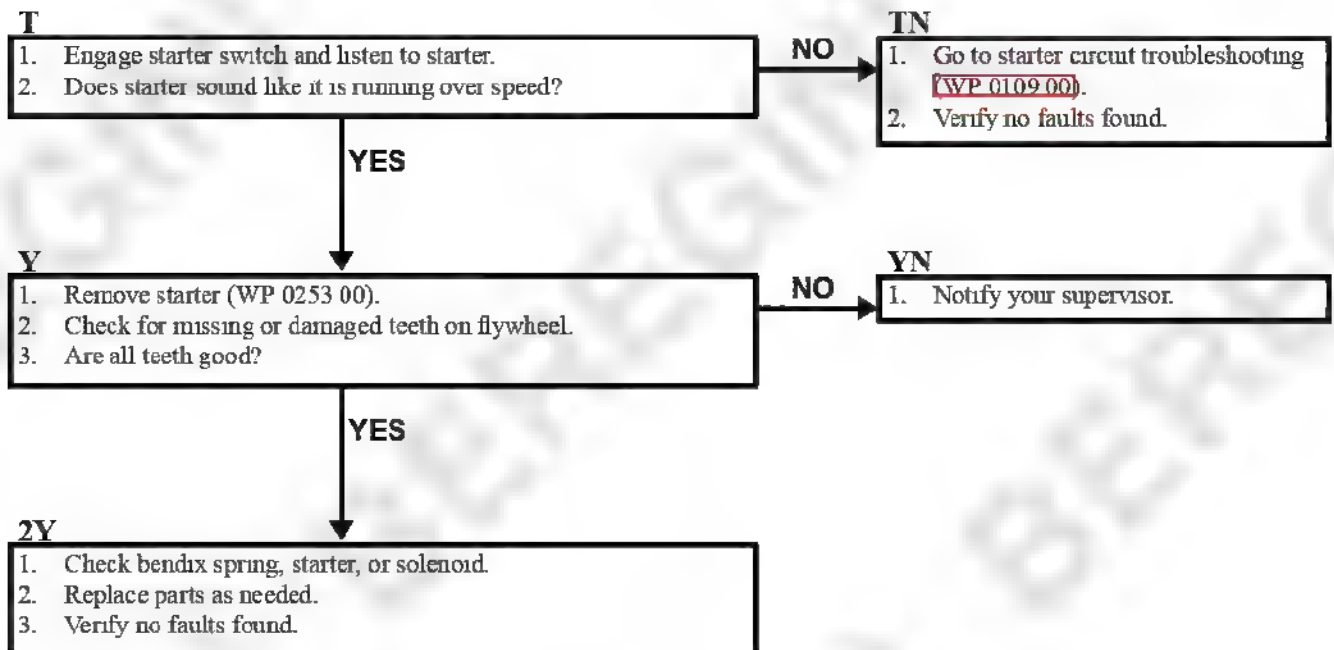 T
1. Engage starter switch and listen to starter.
2. Does starter sound like it is running over speed?
NO
TN
1. Go to starter circuit troubleshooting
(WP 0109 00).
2. Verify no faults found.
YES
Y
1. Remove starter (WP 0253 00).
2. Check for missing or damaged teeth on flywheel.
3. Are all teeth good?
NO
YN
1. Notify your supervisor.
YES
2Y
1. Check bendix spring, starter, or solenoid.
2. Replace parts as needed.
3. Verify no faults found.